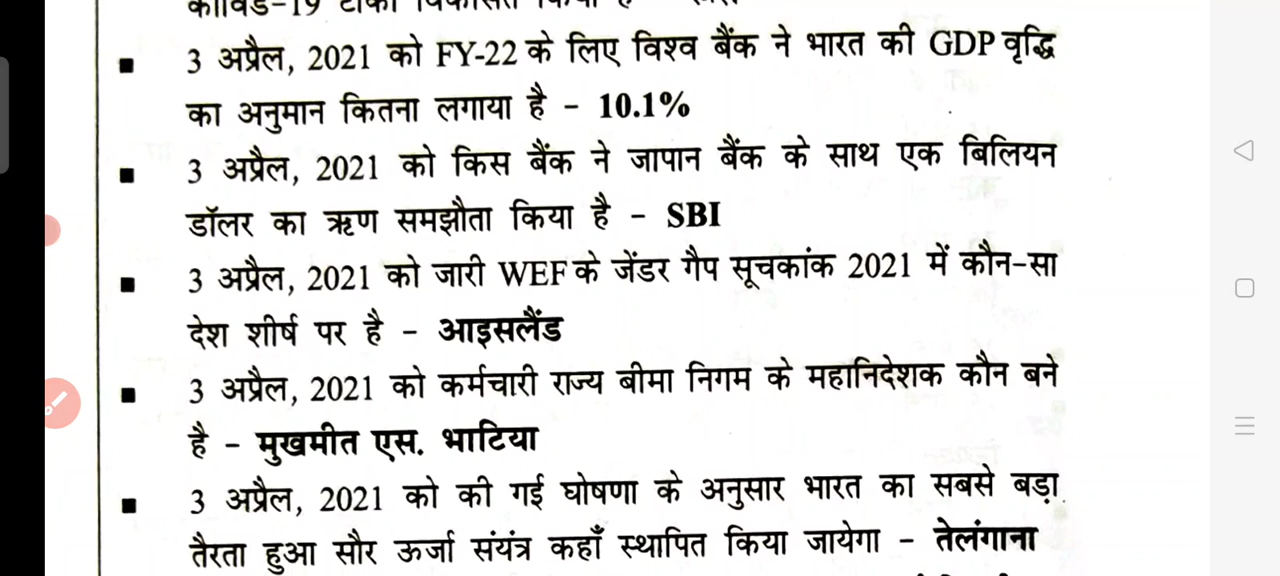 कोविड-19 टीका विकसित किया है
■ 3 अप्रैल, 2021 को FY-22 के लिए विश्व बैंक ने भारत की GDP वृद्धि
का अनुमान कितना लगाया है – 10.1%
■ 3 अप्रैल, 2021 को किस बैंक ने जापान बैंक के साथ एक बिलियन
डॉलर का ऋण समझौता किया है – SBI
■ 3 अप्रैल, 2021 को जारी WEF के जेंडर गैप सूचकांक 2021 में कौन-सा
देश शीर्ष पर है – आइसलैंड
■ 3 अप्रैल, 2021 को कर्मचारी राज्य बीमा निगम के महानिदेशक कौन बने
है – मुखमीत एस. भाटिया
■ 3 अप्रैल, 2021 को की गई घोषणा के अनुसार भारत का सबसे बड़ा
तैरता हुआ सौर ऊर्जा संयंत्र कहाँ स्थापित किया जायेगा – तेलंगाना